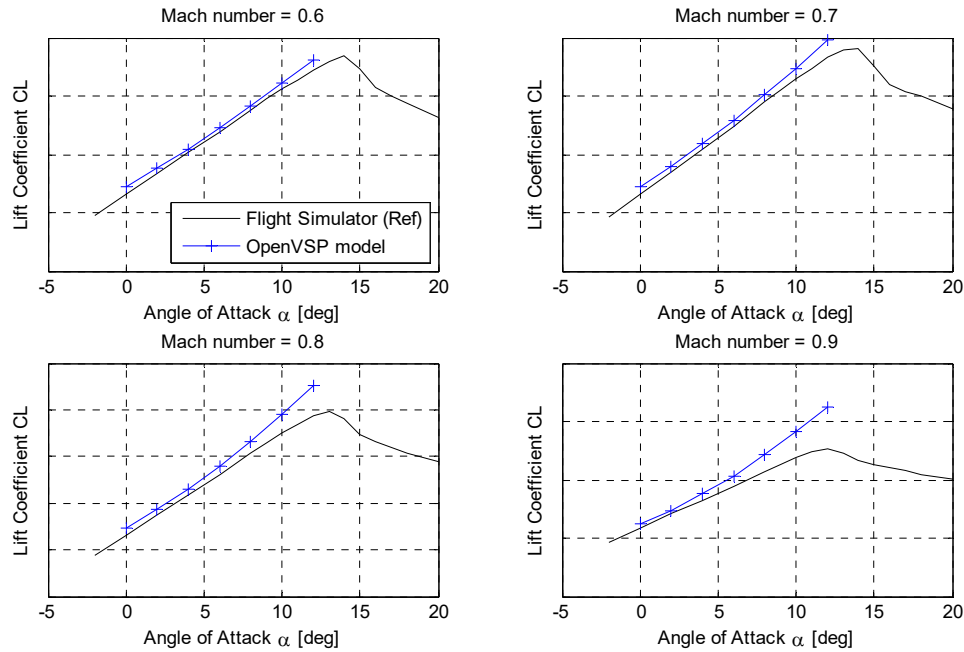 Mach number = 0.6
Lift Coefficient CL
Flight Simulator (Ref)
OpenVSP model
-5 0 5 10 15 20
Angle of Attack α [deg]
Mach number = 0.7
Lift Coefficient CL
-5 0 5 10 15 20
Angle of Attack α [deg]
Mach number = 0.8
Lift Coefficient CL
-5 0 5 10 15 20
Angle of Attack α [deg]
Mach number = 0.9
Lift Coefficient CL
-5 0 5 10 15 20
Angle of Attack α [deg]